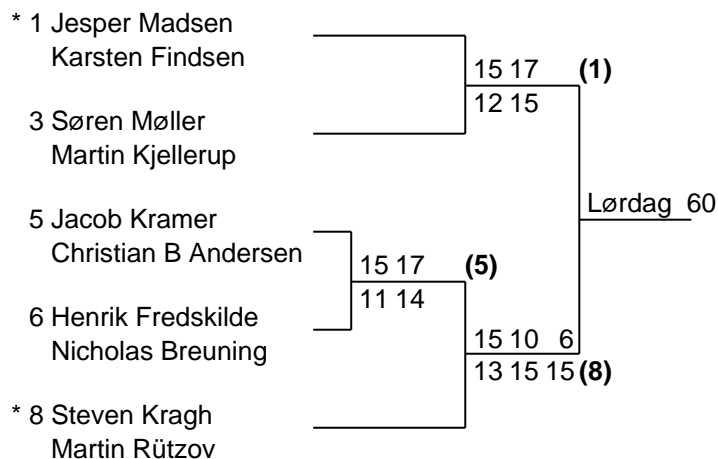 * 1 Jesper Madsen
Karsten Findsen
15 17 (1)
12 15
3 Søren Møller
Martin Kjellerup
Lørdag 60
5 Jacob Kramer
Christian B Andersen
15 17 (5)
11 14
6 Henrik Fredskilde
Nicholas Breuning
15 10 6
13 15 15 (8)
* 8 Steven Kragh
Martin Rützov